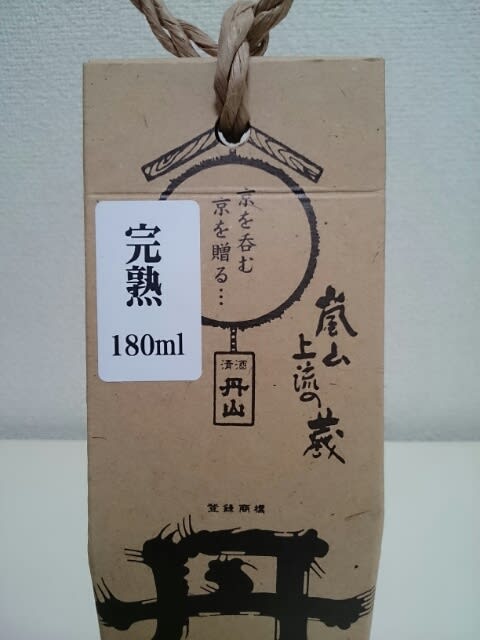 京を呑む
京を贈る…
完熟
180ml
清酒
丹山
嵐山
上流の
蔵
登録商標
丹